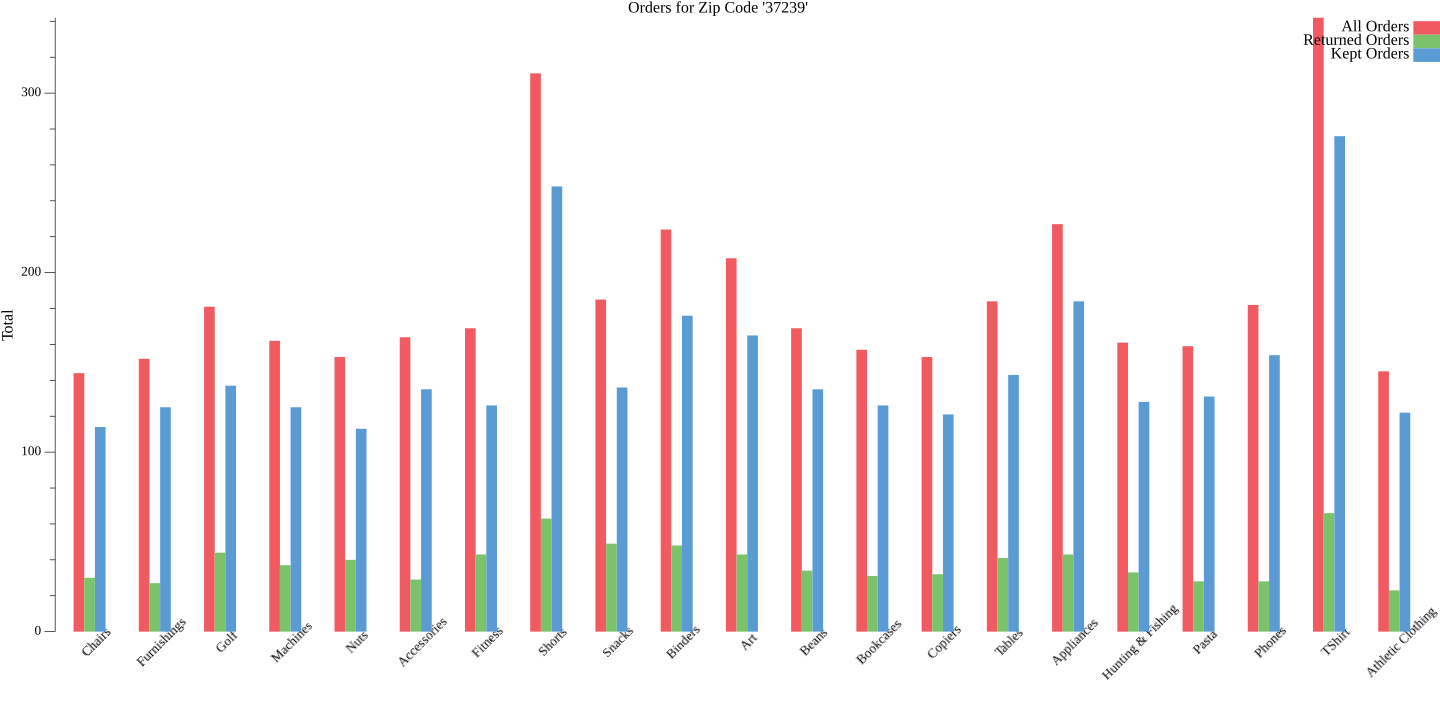 Orders for Zip Code '37239'
All Orders
Returned Orders
Kept Orders
Total
300
200
100
0
Chairs
Furnishings
Golf
Machines
Nuts
Accessories
Fitness
Shorts
Snacks
Binders
Art
Beans
Bookcases
Copiers
Tables
Appliances
Hunting & Fishing
Pasta
Phones
TShirt
Athletic Clothing